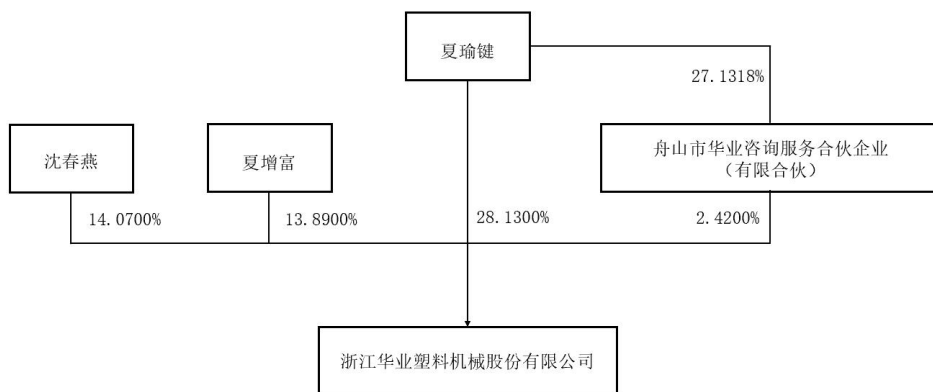 夏瑜键
27.1318%
沈春燕
夏增富
舟山市华业咨询服务合伙企业
（有限合伙）
14.0700%
13.8900%
28.1300%
2.4200%
浙江华业塑料机械股份有限公司